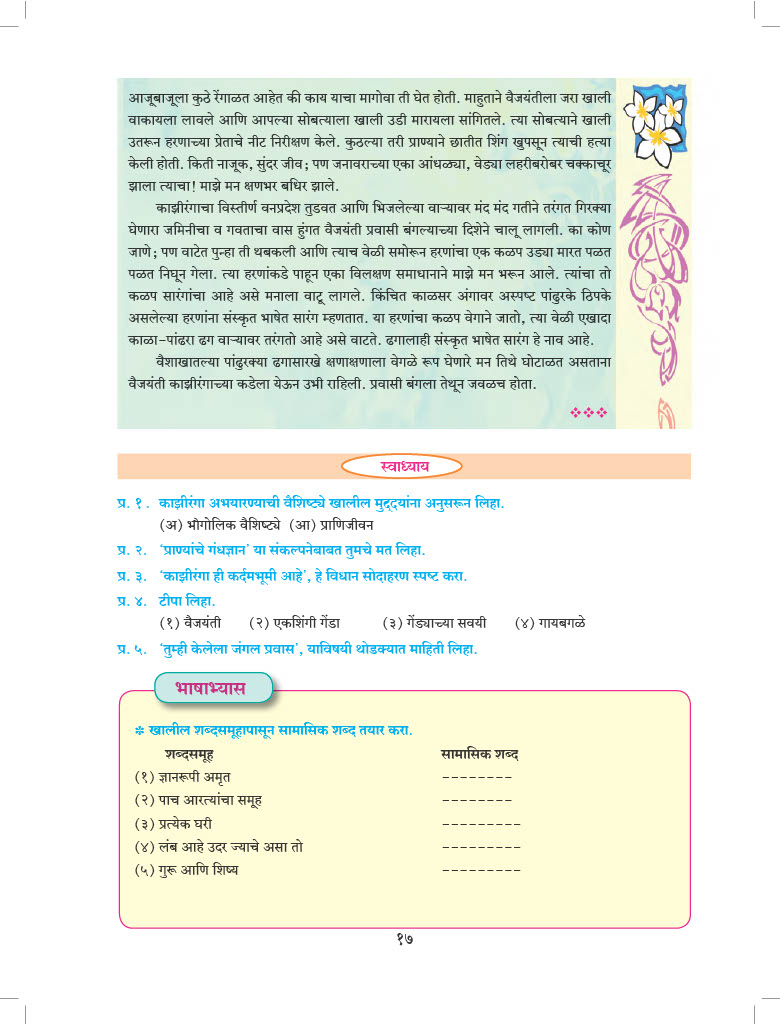 आजूबाजूला कुठे रेंगाळत आहेत की काय याचा मागोवा ती घेत होती. माहुताने वैजयंतीला जरा खाली
वाकायला लावले आणि आपल्या सोबत्याला खाली उडी मारायला सांगितले. त्या सोबत्याने खाली
उतरून हरणाच्या प्रेताचे नीट निरीक्षण केले. कुठल्या तरी प्राण्याने छातीत शिंग खुपसून त्याची हत्या
केली होती. किती नाजूक, सुंदर जीव; पण जनावराच्या एका आंधळ्या, वेड्या लहरीबरोबर चक्काचूर
झाला त्याचा! माझे मन क्षणभर बधिर झाले.
काझीरंगाचा विस्तीर्ण वनप्रदेश तुडवत आणि भिजलेल्या वाऱ्यावर मंद मंद गतीने तरंगत गिरक्या
घेणारा जमिनीचा व गवताचा वास हुंगत वैजयंती प्रवासी बंगल्याच्या दिशेने चालू लागली. का कोण
जाणे; पण वाटेत पुन्हा ती थबकली आणि त्याच वेळी समोरून हरणांचा एक कळप उड्या मारत पळत
पळत निघून गेला. त्या हरणांकडे पाहून एका विलक्षण समाधानाने माझे मन भरून आले. त्यांचा तो
कळप सारंगांचा आहे असे मनाला वाटू लागले. किंचित काळसर अंगावर अस्पष्ट पांढुरके ठिपके
असलेल्या हरणांना संस्कृत भाषेत सारंग म्हणतात. या हरणांचा कळप वेगाने जातो, त्या वेळी एखादा
काळा-पांढरा ढग वाऱ्यावर तरंगतो आहे असे वाटते. ढगालाही संस्कृत भाषेत सारंग हे नाव आहे.
वैशाखातल्या पांढुरक्या ढगासारखे क्षणाक्षणाला वेगळे रूप घेणारे मन तिथे घोटाळत असताना
वैजयंती काझीरंगाच्या कडेला येऊन उभी राहिली. प्रवासी बंगला तेथून जवळच होता.
स्वाध्याय
प्र. १. काझीरंगा अभयारण्याची वैशिष्ट्ये खालील मुद्द्यांना अनुसरून लिहा.
(अ) भौगोलिक वैशिष्ट्ये (आ) प्राणिजीवन
प्र. २. ‘प्राण्यांचे गंधज्ञान’ या संकल्पनेबाबत तुमचे मत लिहा.
प्र. ३. ‘काझीरंगा ही कर्दमभूमी आहे’, हे विधान सोदाहरण स्पष्ट करा.
प्र. ४. टीपा लिहा.
(१) वैजयंती (२) एकशिंगी गेंडा (३) गेंड्याच्या सवयी (४) गायबगळे
प्र. ५. ‘तुम्ही केलेला जंगल प्रवास’, याविषयी थोडक्यात माहिती लिहा.
भाषाभ्यास
❉ खालील शब्दसमूहापासून सामासिक शब्द तयार करा.
शब्दसमूह सामासिक शब्द
(१) ज्ञानरूपी अमृत --------
(२) पाच आरत्यांचा समूह --------
(३) प्रत्येक घरी ---------
(४) लंब आहे उदर ज्याचे असा तो ---------
(५) गुरू आणि शिष्य ---------
१७